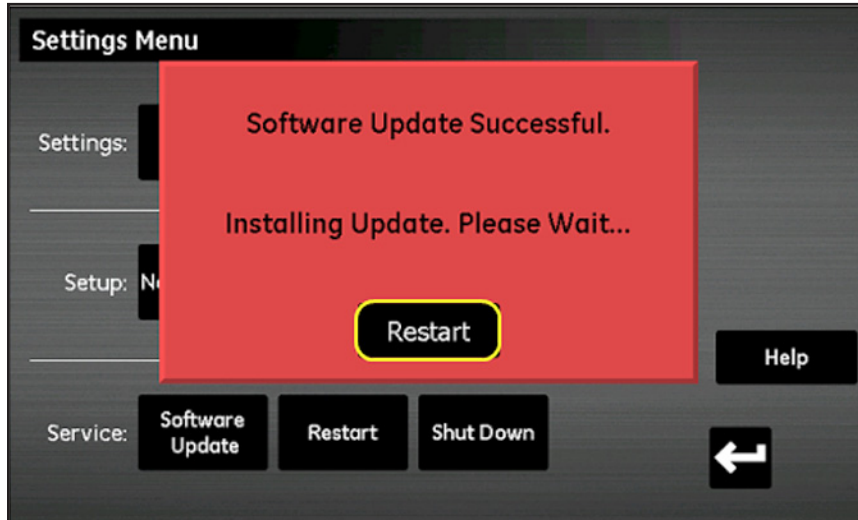 Settings Menu
Software Update Successful.
Settings:
Installing Update. Please Wait...
Setup:
Restart
Help
Service:
Software
Update
Restart
Shut Down